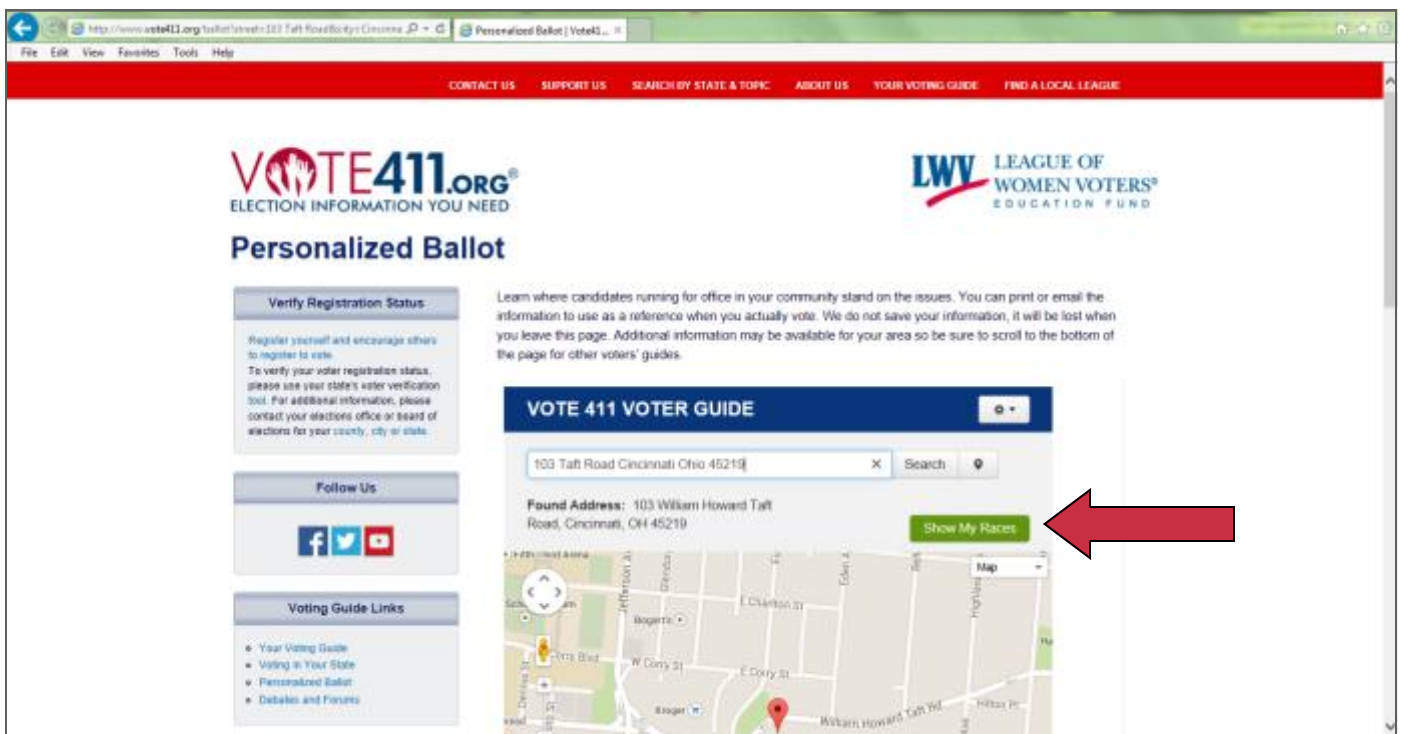 Personalized Ballot | Vote41...
File Edit View Favorites Tools Help
CONTACT US SUPPORT US SEARCH BY STATE & TOPIC ABOUT US YOUR VOTING GUIDE FIND A LOCAL LEAGUE
VOTE411.ORG®
ELECTION INFORMATION YOU NEED
LWV LEAGUE OF
WOMEN VOTERS®
EDUCATION FUND
Personalized Ballot
Verify Registration Status
Register yourself and encourage others
to register to vote.
To verify your voter registration status,
please use your state's voter verification
tool. For additional information, please
contact your elections office or board of
elections for your county, city or state.
Follow Us
Voting Guide Links
Your Voting Guide
Voting in Your State
Personalized Ballot
Debates and Forums
Learn where candidates running for office in your community stand on the issues. You can print or email the
information to use as a reference when you actually vote. We do not save your information, it will be lost when
you leave this page. Additional information may be available for your area so be sure to scroll to the bottom of
the page for other voters' guides.
VOTE 411 VOTER GUIDE
103 Taft Road Cincinnati Ohio 45219
Search
Found Address: 103 William Howard Taft
Road, Cincinnati, OH 45219
Show My Races
Map
Jefferson
E Charlton St
Bogart's
W Corry St
E Corry St
Kroger
William Howard Taft Rd